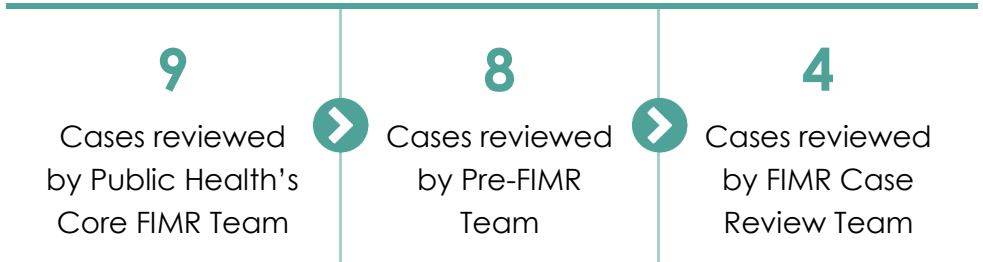 9
Cases reviewed
by Public Health’s
Core FIMR Team
8
Cases reviewed
by Pre-FIMR
Team
4
Cases reviewed
by FIMR Case
Review Team